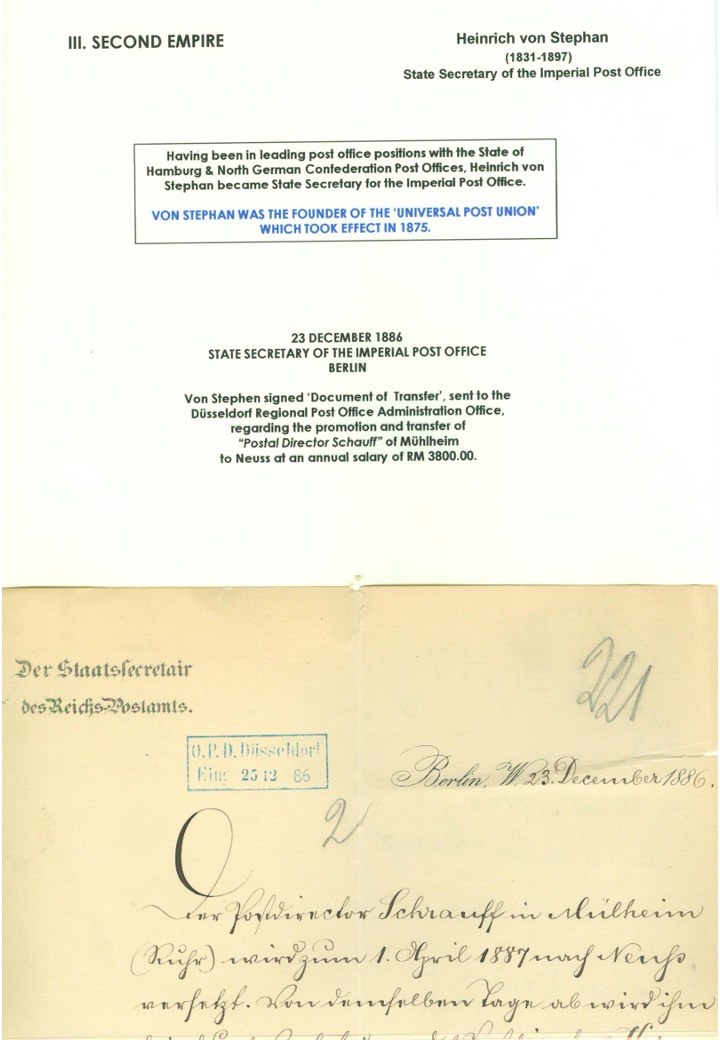 III. SECOND EMPIRE
Heinrich von Stephan
(1831-1897)
State Secretary of the Imperial Post Office
Having been in leading post office positions with the State of
Hamburg & North German Confederation Post Offices, Heinrich von
Stephan became State Secretary for the Imperial Post Office.
VON STEPHAN WAS THE FOUNDER OF THE ‘UNIVERSAL POST UNION’
WHICH TOOK EFFECT IN 1875.
23 DECEMBER 1886
STATE SECRETARY OF THE IMPERIAL POST OFFICE
BERLIN
Von Stephen signed ‘Document of Transfer’, sent to the
Düsseldorf Regional Post Office Administration Office,
regarding the promotion and transfer of
“Postal Director Schauff” of Mühlheim
to Neuss at an annual salary of RM 3800.00.
Der Staatssecretair
des Reichs-Postamts.
221
O.P.D. Düsseldorf
Eing 25 12 86
Berlin, W. 23. December 1886.
2
Der Postdirector Schrauff in Mülheim
(Ruhr) wird zum 1. April 1887 nach Neuß
versetzt. Von demselben Tage ab wird ihm